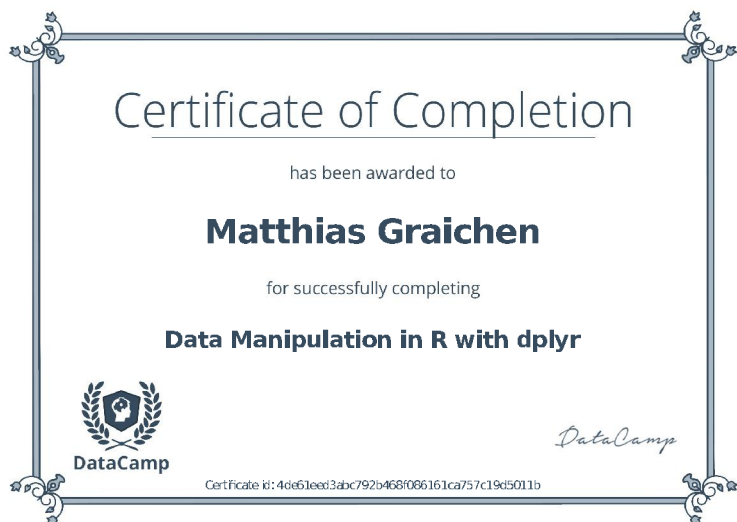 Certificate of Completion
has been awarded to
Matthias Graichen
for successfully completing
Data Manipulation in R with dplyr
DataCamp
DataCamp
Certificate id: 4de61eed3abc792b468f086161ca757c19d5011b